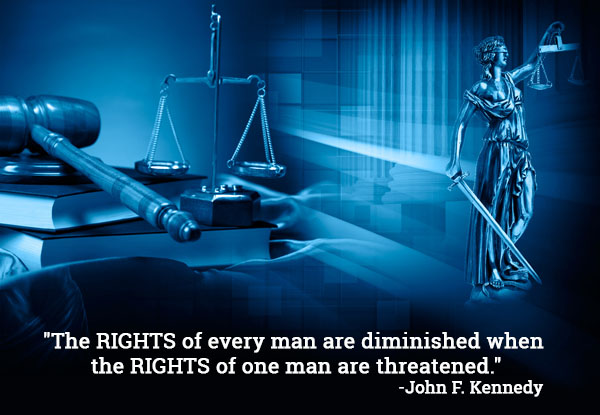 "The RIGHTS of every man are diminished when
the RIGHTS of one man are threatened."
-John F. Kennedy